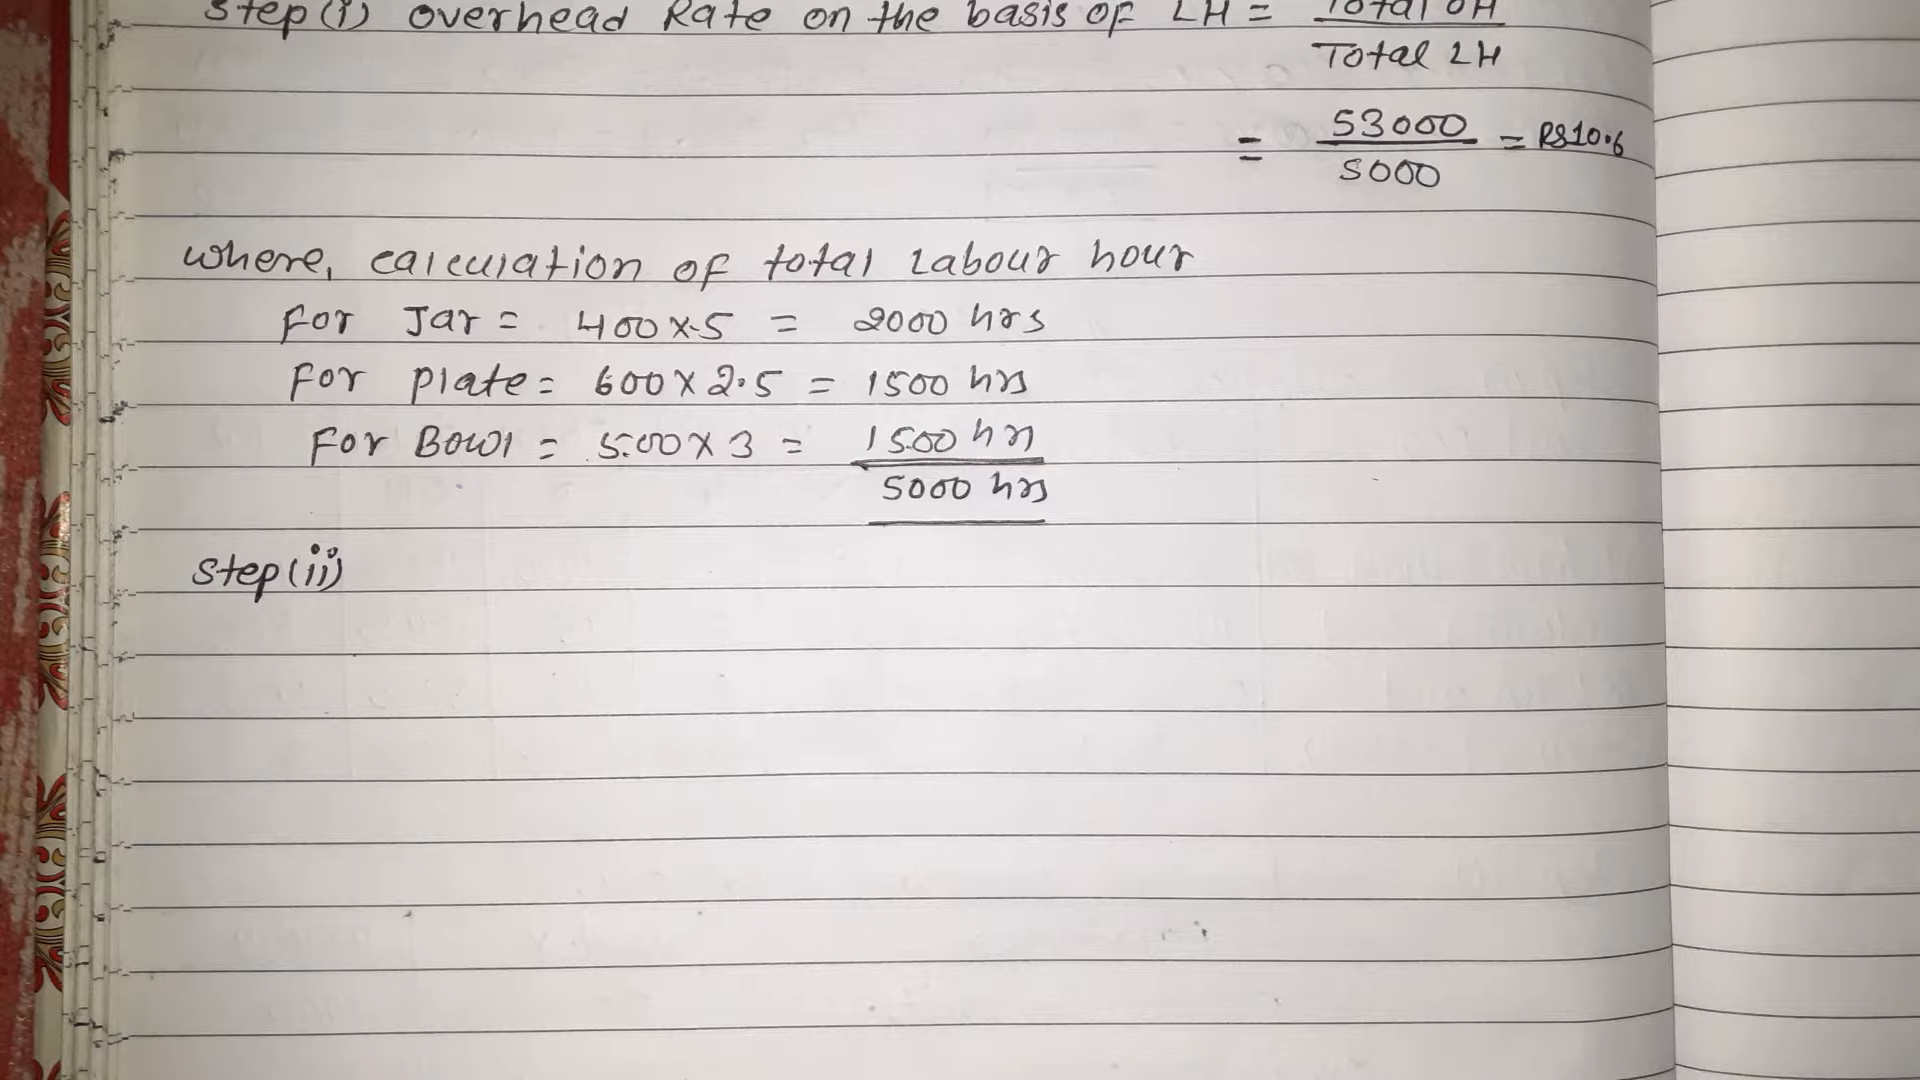 Step(i) overhead Rate on the basis of LH = Total OH
Total LH
= 53000 = RS10.6
5000
where, calculation of total Labour hour
For Jar = 400 x 5 = 2000 hrs
For plate = 600 x 2.5 = 1500 hrs
For Bowl = 500 x 3 = 1500 hrs
5000 hrs
Step(ii)